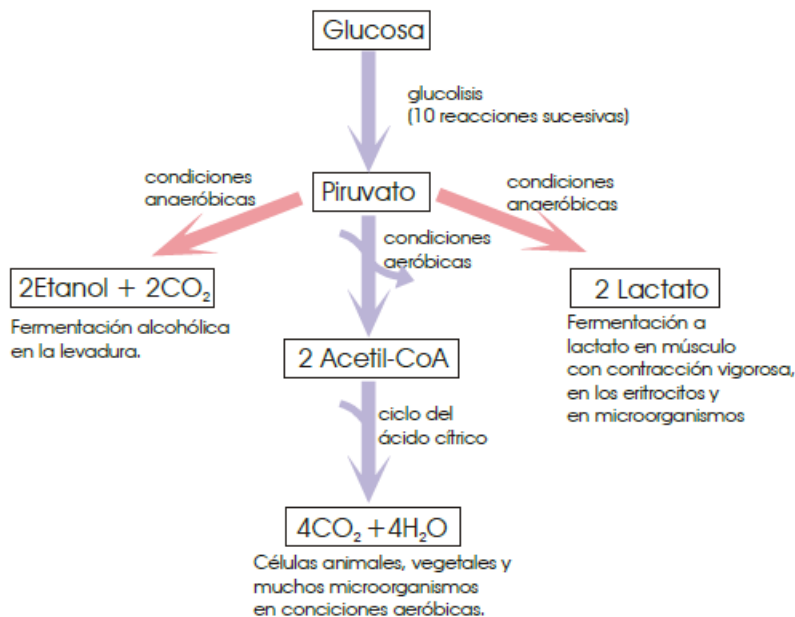 Glucosa
glucolisis
(10 reacciones sucesivas)
condiciones
anaeróbicas
Piruvato
condiciones
anaeróbicas
condiciones
aeróbicas
2Etanol + 2CO₂
Fermentación alcohólica
en la levadura.
2 Lactato
Fermentación a
lactato en músculo
con contracción vigorosa,
en los eritrocitos y
en microorganismos
2 Acetil-CoA
ciclo del
ácido cítrico
4CO₂ +4H₂O
Células animales, vegetales y
muchos microorganismos
en conciciones aeróbicas.